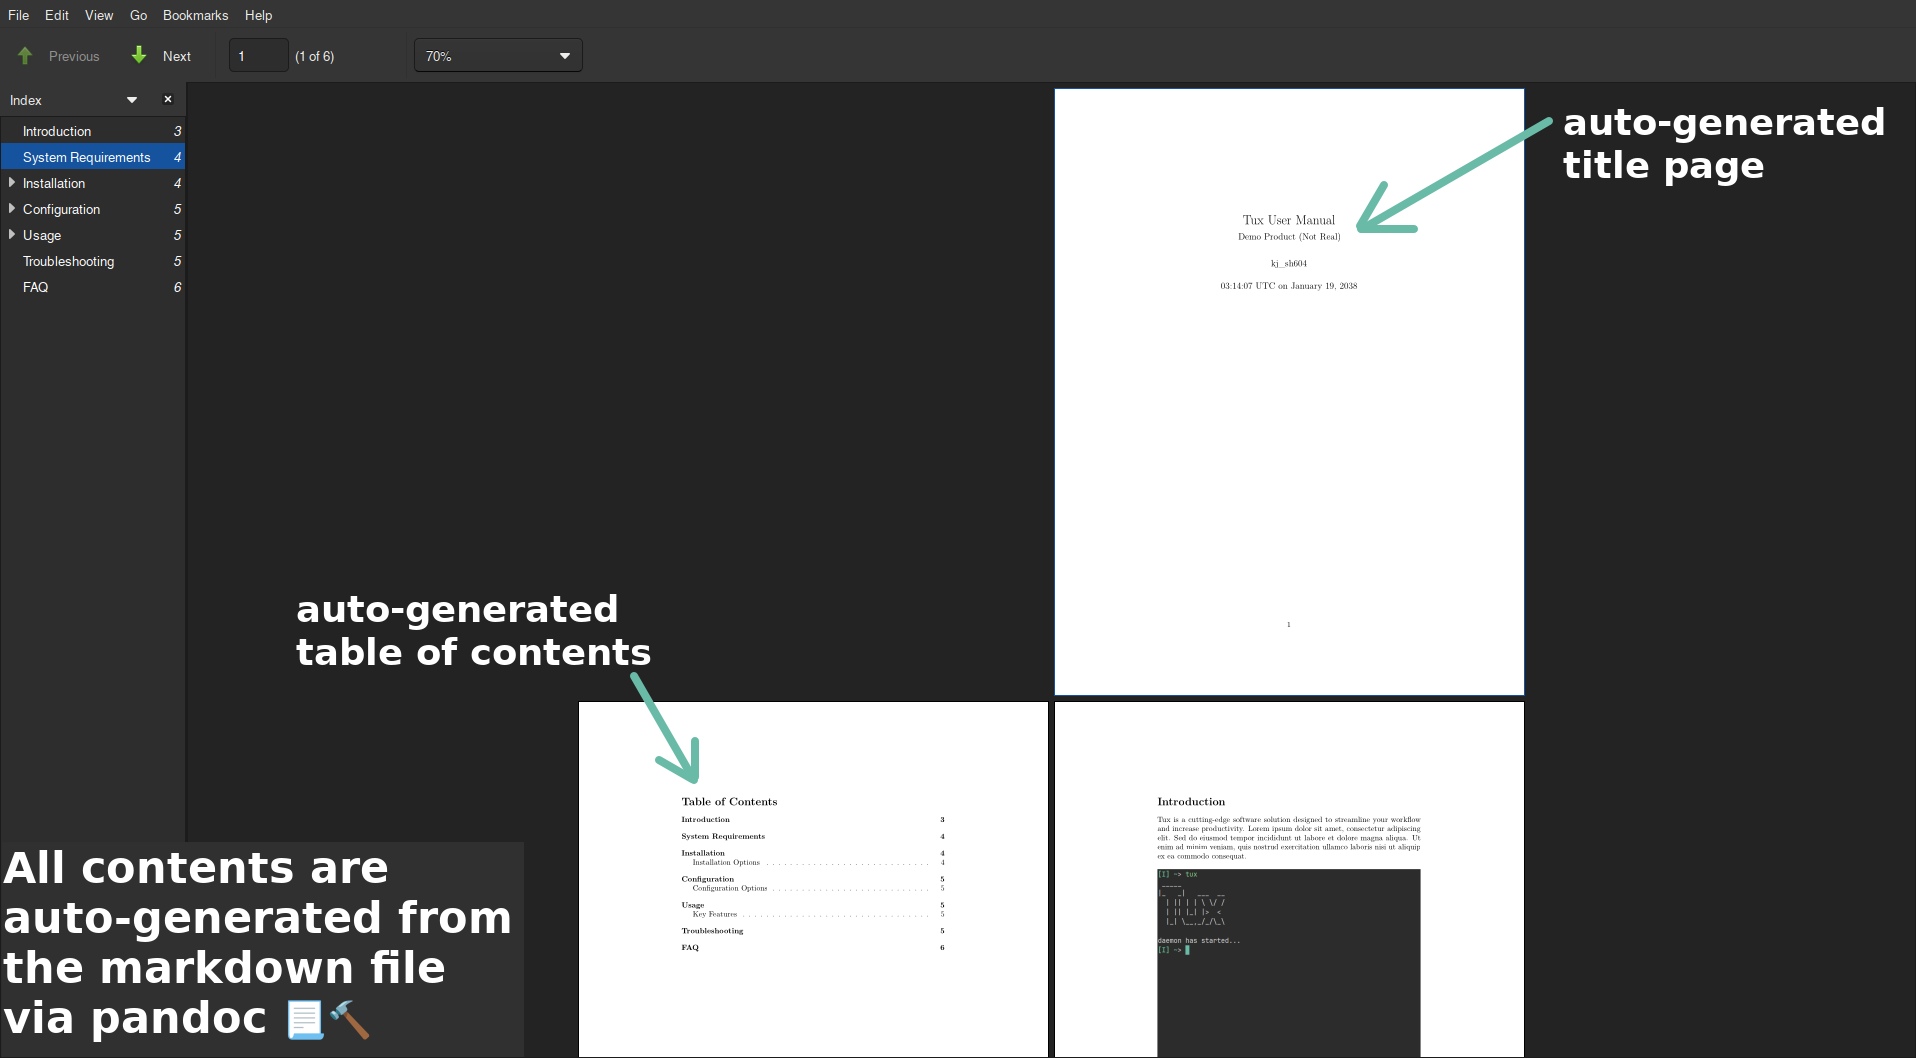 File Edit View Go Bookmarks Help
Previous Next 1 (1 of 6) 70%
Index
Introduction 3
System Requirements 4
Installation 4
Configuration 5
Usage 5
Troubleshooting 5
FAQ 6
auto-generated
title page
Tux User Manual
Demo Product (Not Real)
kj_sh604
03:14:07 UTC on January 19, 2038
1
auto-generated
table of contents
Table of Contents
Introduction 3
System Requirements 4
Installation 4
Installation Options . . . . . . . . . . . . . . . . . . . . . . . . . . . . 4
Configuration 5
Configuration Options . . . . . . . . . . . . . . . . . . . . . . . . . . . 5
Usage 5
Key Features . . . . . . . . . . . . . . . . . . . . . . . . . . . . . . . . 5
Troubleshooting 5
FAQ 6
Introduction
Tux is a cutting-edge software solution designed to streamline your workflow
and increase productivity. Lorem ipsum dolor sit amet, consectetur adipiscing
elit. Sed do eiusmod tempor incididunt ut labore et dolore magna aliqua. Ut
enim ad minim veniam, quis nostrud exercitation ullamco laboris nisi ut aliquip
ex ea commodo consequat.
[I] ~> tux
daemon has started...
[I] ~>
All contents are
auto-generated from
the markdown file
via pandoc 📃🔨